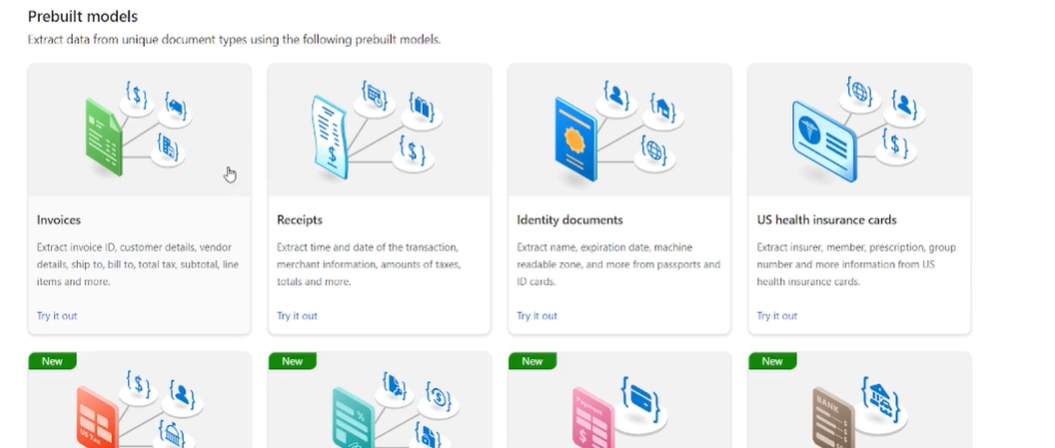 Prebuilt models
Extract data from unique document types using the following prebuilt models.
Invoices
Extract invoice ID, customer details, vendor
details, ship to, bill to, total tax, subtotal, line
items and more.
Try it out
Receipts
Extract time and date of the transaction,
merchant information, amounts of taxes,
totals and more.
Try it out
Identity documents
Extract name, expiration date, machine
readable zone, and more from passports and
ID cards.
Try it out
US health insurance cards
Extract insurer, member, prescription, group
number and more information from US
health insurance cards.
Try it out
New
US Tax
New
New
Payment
New
BANK